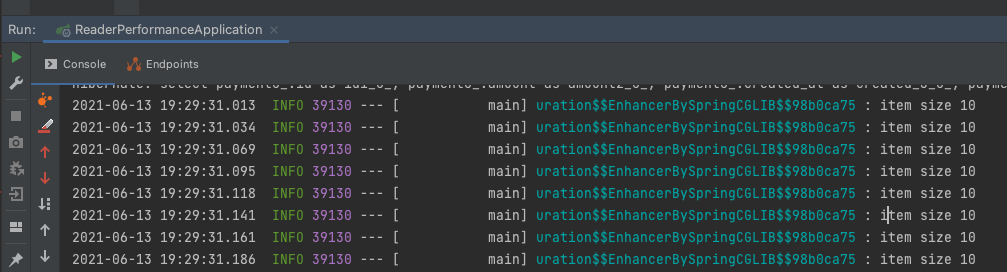 Run: ReaderPerformanceApplication ×
Console Endpoints
2021-06-13 19:29:31.013 INFO 39130 --- [ main] uration$$EnhancerBySpringCGLIB$$98b0ca75 : item size 10
2021-06-13 19:29:31.034 INFO 39130 --- [ main] uration$$EnhancerBySpringCGLIB$$98b0ca75 : item size 10
2021-06-13 19:29:31.069 INFO 39130 --- [ main] uration$$EnhancerBySpringCGLIB$$98b0ca75 : item size 10
2021-06-13 19:29:31.095 INFO 39130 --- [ main] uration$$EnhancerBySpringCGLIB$$98b0ca75 : item size 10
2021-06-13 19:29:31.118 INFO 39130 --- [ main] uration$$EnhancerBySpringCGLIB$$98b0ca75 : item size 10
2021-06-13 19:29:31.141 INFO 39130 --- [ main] uration$$EnhancerBySpringCGLIB$$98b0ca75 : item size 10
2021-06-13 19:29:31.161 INFO 39130 --- [ main] uration$$EnhancerBySpringCGLIB$$98b0ca75 : item size 10
2021-06-13 19:29:31.186 INFO 39130 --- [ main] uration$$EnhancerBySpringCGLIB$$98b0ca75 : item size 10